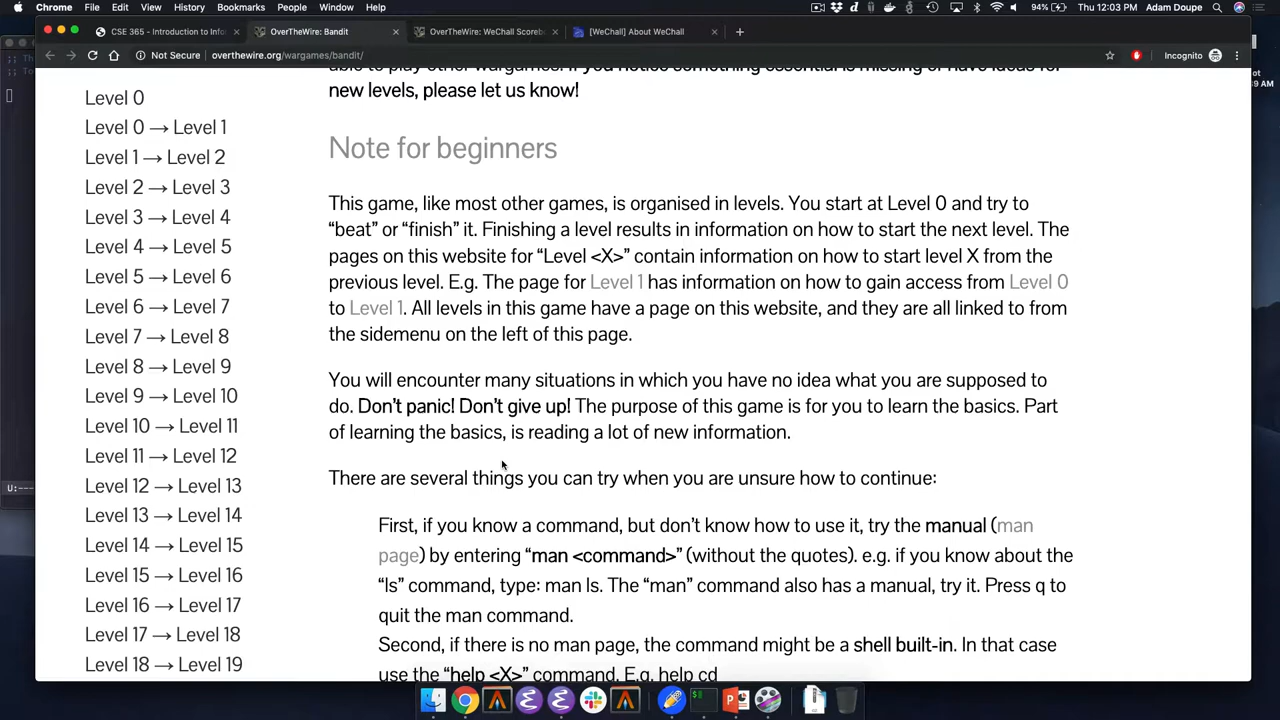 Chrome File Edit View History Bookmarks People Window Help 94% Thu 12:03 PM Adam Doupe
CSE 365 - Introduction to Info OverTheWire: Bandit OverTheWire: WeChall Scoreb [WeChall] About WeChall
Not Secure overthewire.org/wargames/bandit/ Incognito
new levels, please let us know!
Level 0
Level 0 → Level 1
Level 1 → Level 2
Level 2 → Level 3
Level 3 → Level 4
Level 4 → Level 5
Level 5 → Level 6
Level 6 → Level 7
Level 7 → Level 8
Level 8 → Level 9
Level 9 → Level 10
Level 10 → Level 11
Level 11 → Level 12
Level 12 → Level 13
Level 13 → Level 14
Level 14 → Level 15
Level 15 → Level 16
Level 16 → Level 17
Level 17 → Level 18
Level 18 → Level 19
Note for beginners
This game, like most other games, is organised in levels. You start at Level 0 and try to
“beat” or “finish” it. Finishing a level results in information on how to start the next level. The
pages on this website for “Level <X>” contain information on how to start level X from the
previous level. E.g. The page for Level 1 has information on how to gain access from Level 0
to Level 1. All levels in this game have a page on this website, and they are all linked to from
the sidemenu on the left of this page.
You will encounter many situations in which you have no idea what you are supposed to
do. Don’t panic! Don’t give up! The purpose of this game is for you to learn the basics. Part
of learning the basics, is reading a lot of new information.
There are several things you can try when you are unsure how to continue:
First, if you know a command, but don’t know how to use it, try the manual (man
page) by entering “man <command>” (without the quotes). e.g. if you know about the
“ls” command, type: man ls. The “man” command also has a manual, try it. Press q to
quit the man command.
Second, if there is no man page, the command might be a shell built-in. In that case
use the “help <X>” command. E.g. help cd